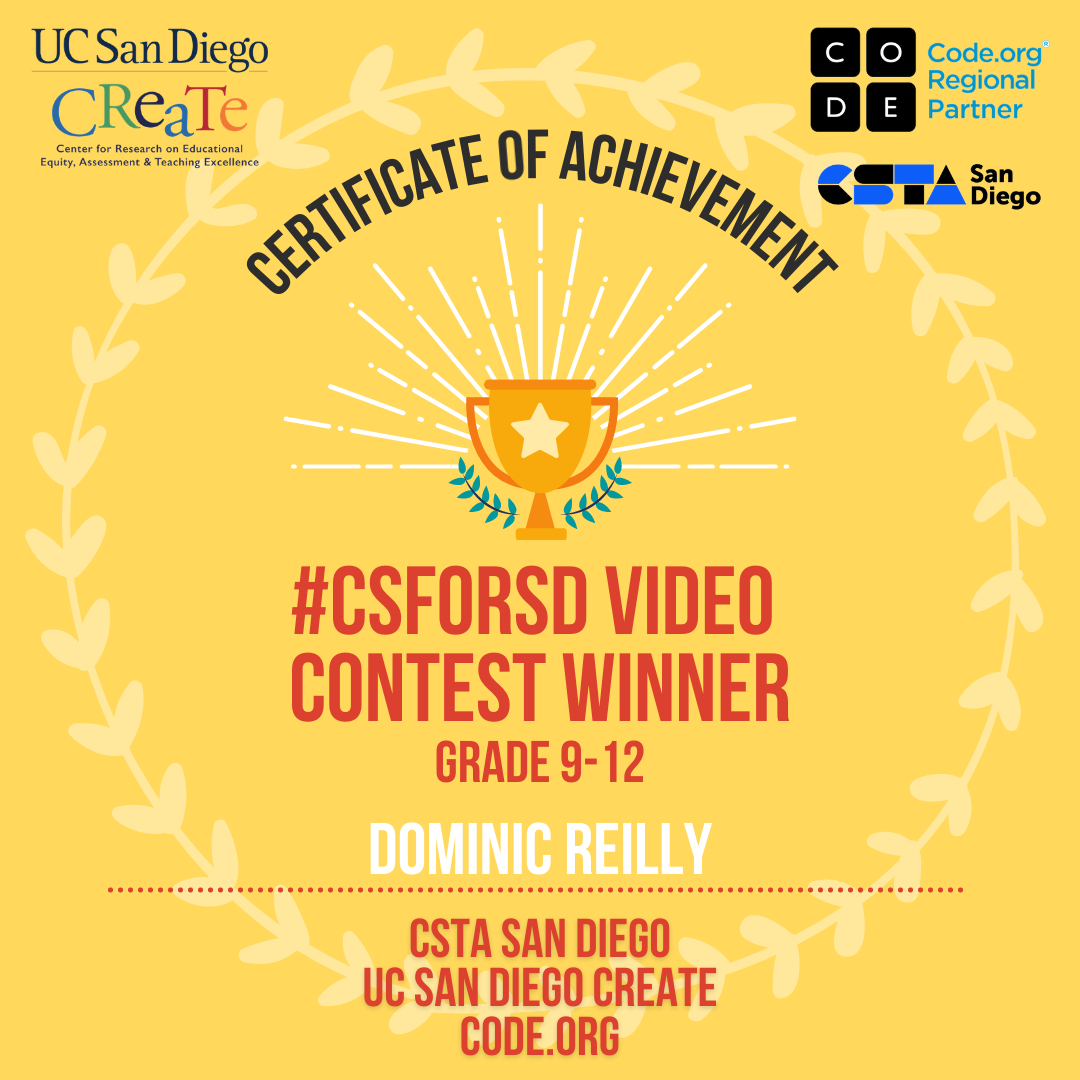 UC San Diego
CREATE
Center for Research on Educational
Equity, Assessment & Teaching Excellence
C O
D E
Code.org®
Regional
Partner
CSTA San
Diego
CERTIFICATE OF ACHIEVEMENT
#CSFORSD VIDEO
CONTEST WINNER
GRADE 9-12
DOMINIC REILLY
CSTA SAN DIEGO
UC SAN DIEGO CREATE
CODE.ORG